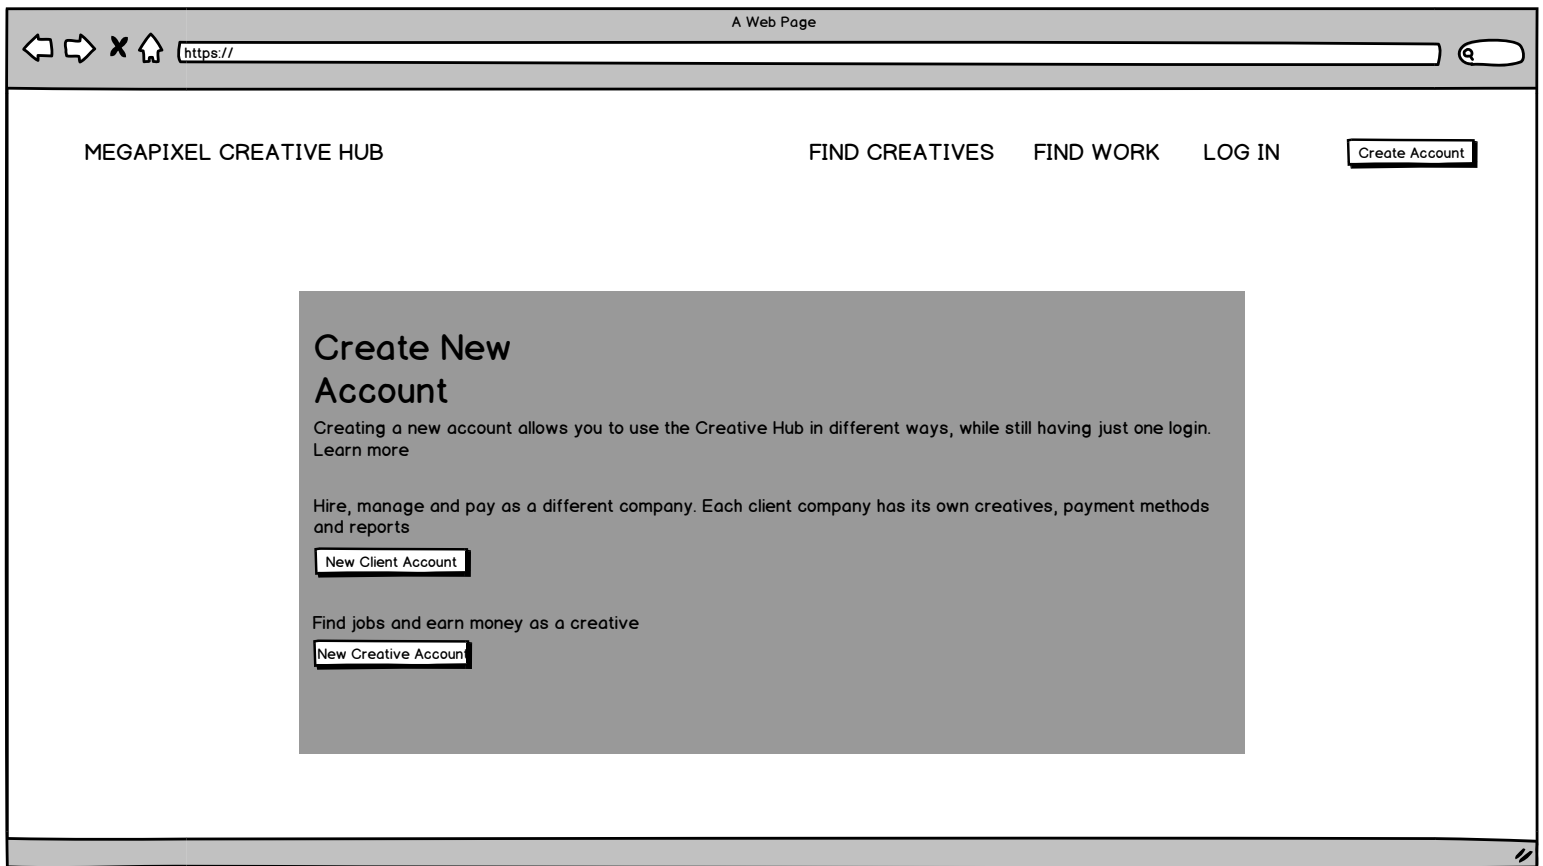 A Web Page
https://
MEGAPIXEL CREATIVE HUB
FIND CREATIVES
FIND WORK
LOG IN
Create Account
Create New
Account
Creating a new account allows you to use the Creative Hub in different ways, while still having just one login.
Learn more
Hire, manage and pay as a different company. Each client company has its own creatives, payment methods
and reports
New Client Account
Find jobs and earn money as a creative
New Creative Account